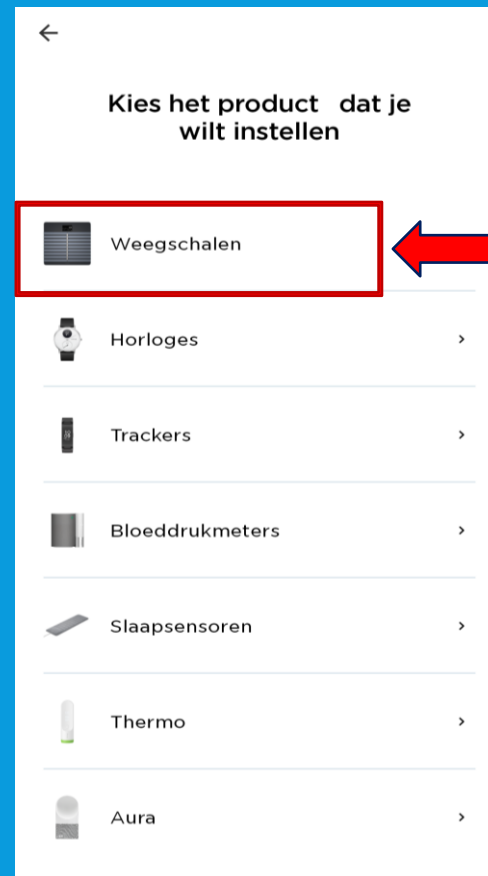 Kies het product dat je
wilt instellen
Weegschalen
Horloges
Trackers
Bloeddrukmeters
Slaapsensoren
Thermo
Aura